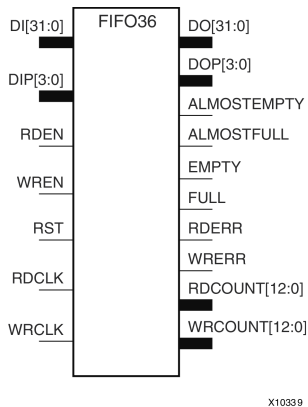 FIFO36
DI[31:0]
DO[31:0]
DIP[3:0]
DOP[3:0]
ALMOSTEMPTY
RDEN
ALMOSTFULL
WREN
EMPTY
FULL
RST
RDERR
WRERR
RDCLK
RDCOUNT[12:0]
WRCLK
WRCOUNT[12:0]
X10339